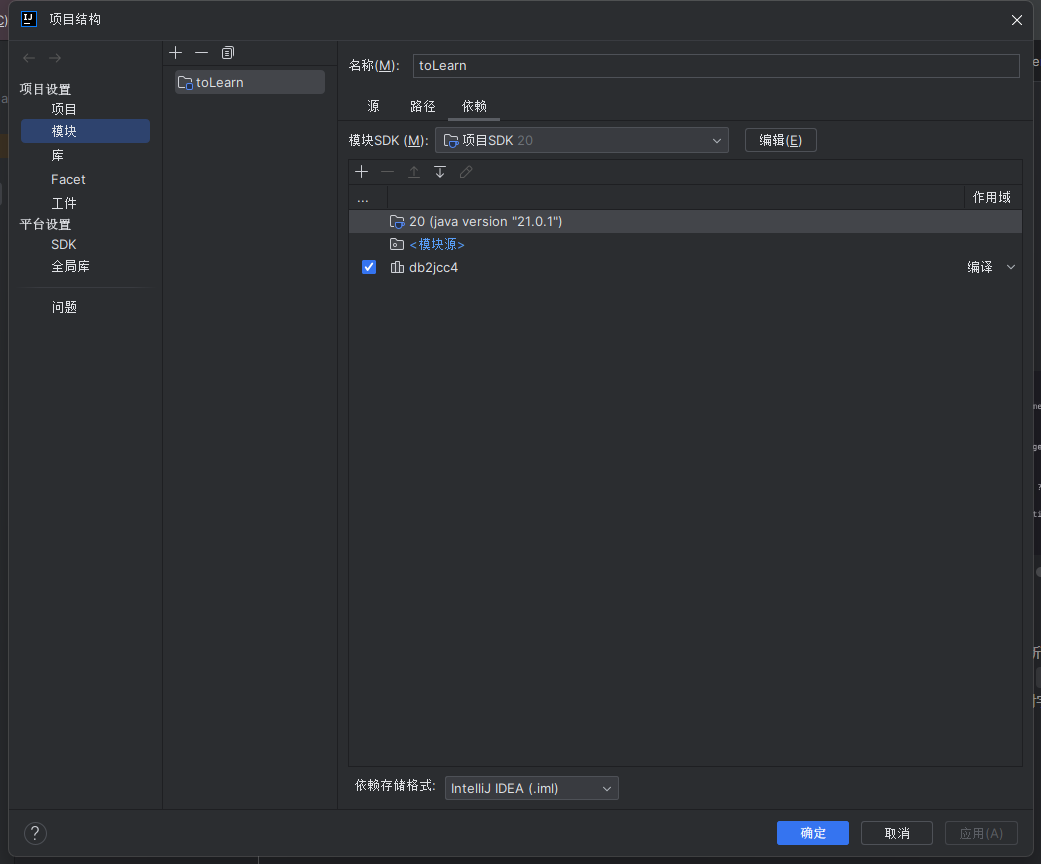 项目结构
项目设置
项目
模块
库
Facet
工件
平台设置
SDK
全局库
问题
toLearn
名称(M): toLearn
源 路径 依赖
模块SDK (M): 项目SDK 20 编辑(E)
... 作用域
20 (java version "21.0.1")
<模块源>
db2jcc4 编译
依赖存储格式: IntelliJ IDEA (.iml)
? 确定 取消 应用(A)